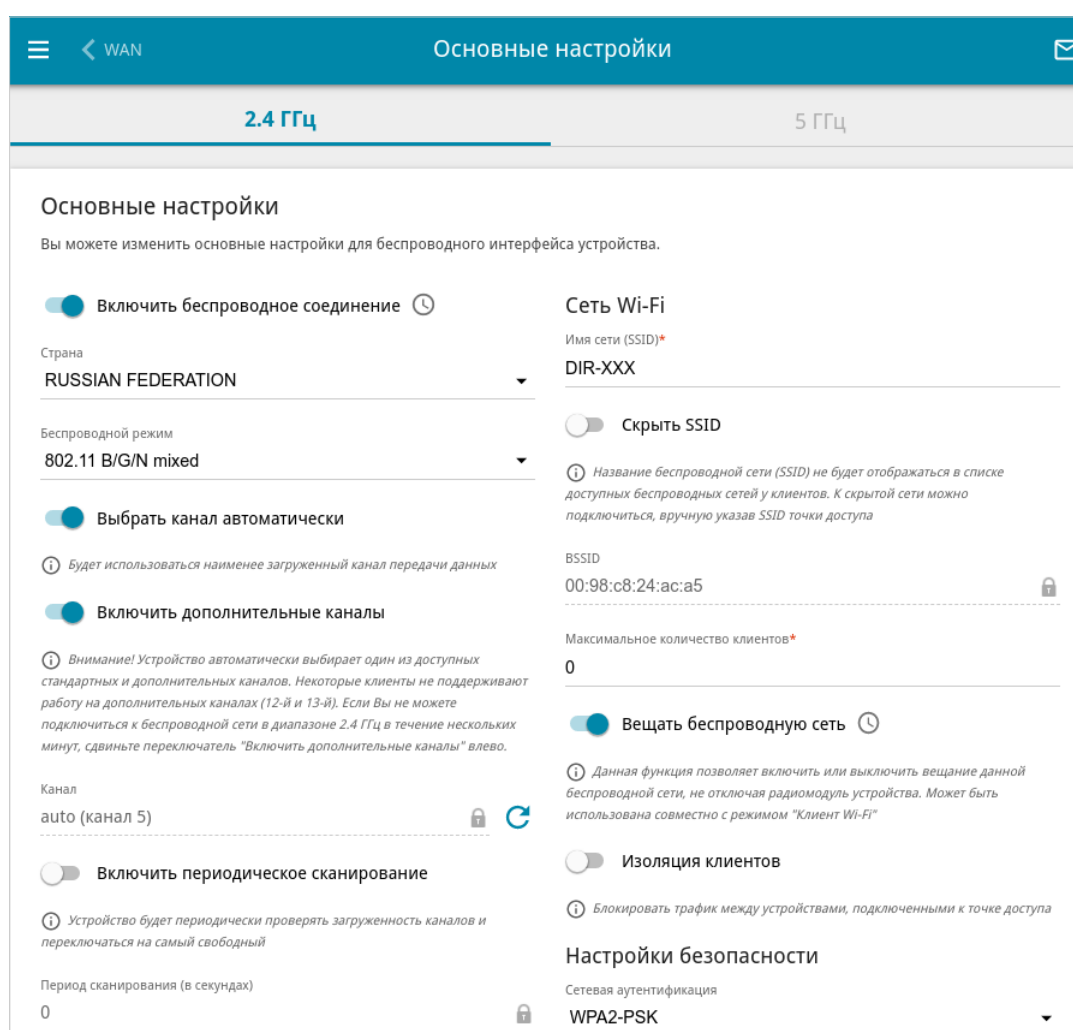 WAN
Основные настройки
2.4 ГГц
5 ГГц
Основные настройки
Вы можете изменить основные настройки для беспроводного интерфейса устройства.
Включить беспроводное соединение
Страна
RUSSIAN FEDERATION
Беспроводной режим
802.11 B/G/N mixed
Выбрать канал автоматически
Будет использоваться наименее загруженный канал передачи данных
Включить дополнительные каналы
Внимание! Устройство автоматически выбирает один из доступных
стандартных и дополнительных каналов. Некоторые клиенты не поддерживают
работу на дополнительных каналах (12-й и 13-й). Если Вы не можете
подключиться к беспроводной сети в диапазоне 2.4 ГГц в течение нескольких
минут, сдвиньте переключатель "Включить дополнительные каналы" влево.
Канал
auto (канал 5)
Включить периодическое сканирование
Устройство будет периодически проверять загруженность каналов и
переключаться на самый свободный
Период сканирования (в секундах)
0
Сеть Wi-Fi
Имя сети (SSID)*
DIR-XXX
Скрыть SSID
Название беспроводной сети (SSID) не будет отображаться в списке
доступных беспроводных сетей у клиентов. К скрытой сети можно
подключиться, вручную указав SSID точки доступа
BSSID
00:98:c8:24:ac:a5
Максимальное количество клиентов*
0
Вещать беспроводную сеть
Данная функция позволяет включить или выключить вещание данной
беспроводной сети, не отключая радиомодуль устройства. Может быть
использована совместно с режимом "Клиент Wi-Fi"
Изоляция клиентов
Блокировать трафик между устройствами, подключенными к точке доступа
Настройки безопасности
Сетевая аутентификация
WPA2-PSK